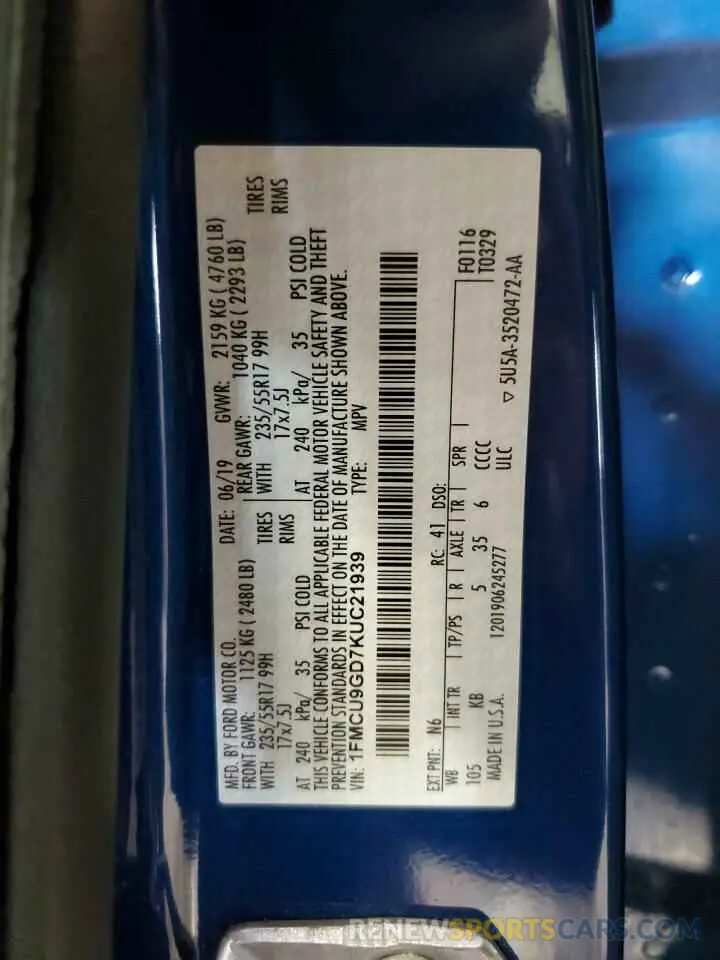 MFD. BY FORD MOTOR CO. DATE: 06/19 GVWR: 2159 KG ( 4760 LB)
FRONT GAWR: 1125 KG ( 2480 LB) REAR GAWR: 1040 KG ( 2293 LB)
WITH 235/55R17 99H TIRES WITH 235/55R17 99H TIRES
17x7.5J RIMS 17x7.5J RIMS
AT 240 kPa/ 35 PSI COLD AT 240 kPa/ 35 PSI COLD
THIS VEHICLE CONFORMS TO ALL APPLICABLE FEDERAL MOTOR VEHICLE SAFETY AND THEFT
PREVENTION STANDARDS IN EFFECT ON THE DATE OF MANUFACTURE SHOWN ABOVE.
VIN: 1FMCU9GD7KUC21939 TYPE: MPV
EXT PNT: N6 RC: 41 DSO: F0116
WB INT TR TP/PS R AXLE TR SPR T0329
105 KB 5 35 6 CCCC
MADE IN U.S.A. 1201906245277 ULC ▽ 5U5A-3520472-AA
RENEWSPORTSCARS.COM